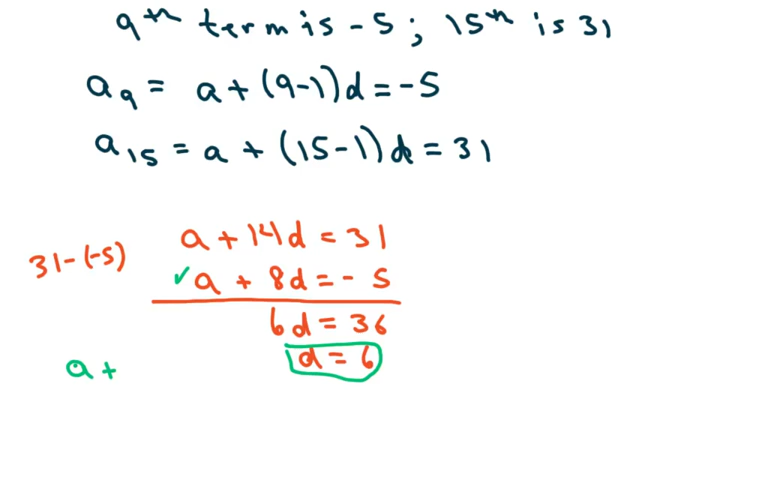 9th term is -5; 15th is 31
a9 = a + (9-1)d = -5
a15 = a + (15-1)d = 31
31-(-5)
a + 14d = 31
✓a + 8d = - 5
6d = 36
d = 6
a +